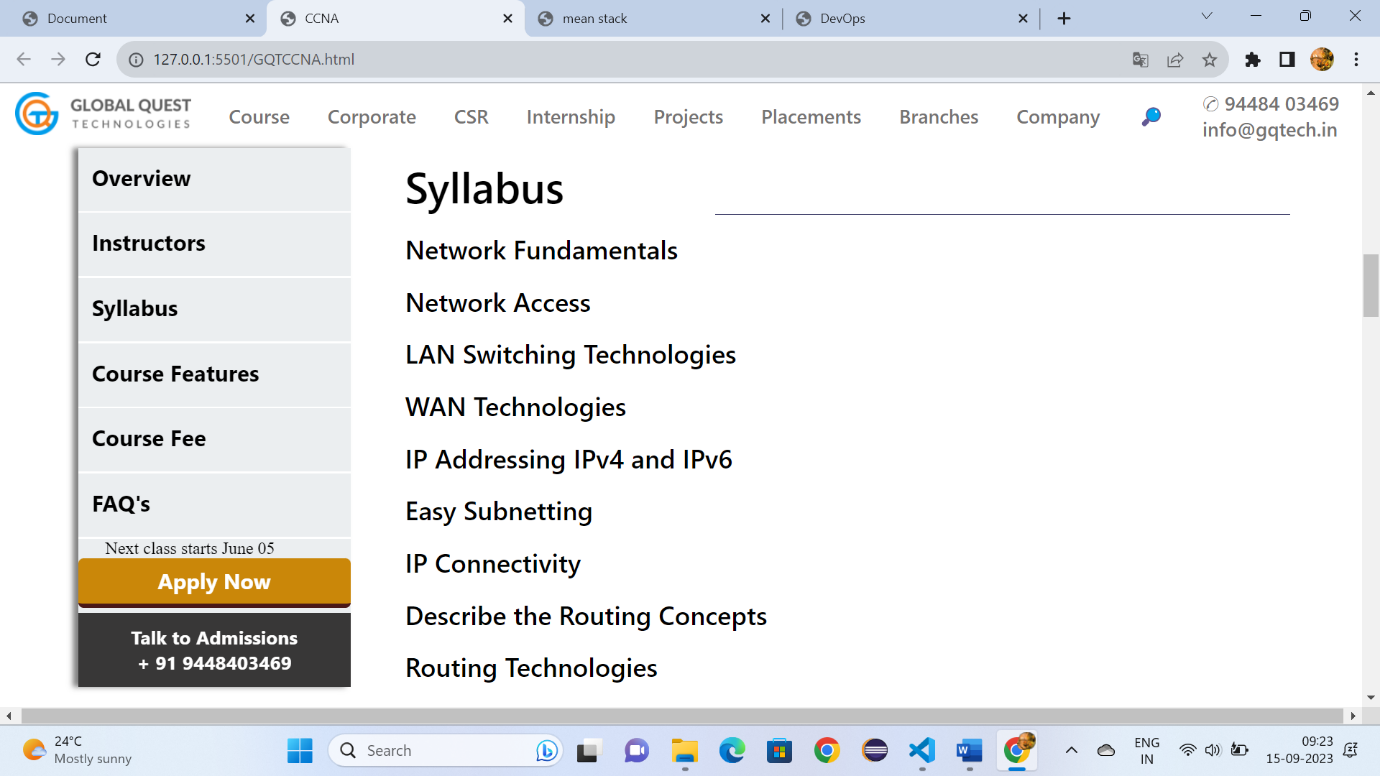 Document
CCNA
mean stack
DevOps
127.0.0.1:5501/GQTCCNA.html
GLOBAL QUEST
TECHNOLOGIES
Course
Corporate
CSR
Internship
Projects
Placements
Branches
Company
✆ 94484 03469
info@gqtech.in
Overview
Instructors
Syllabus
Course Features
Course Fee
FAQ's
Next class starts June 05
Apply Now
Talk to Admissions
+ 91 9448403469
Syllabus
Network Fundamentals
Network Access
LAN Switching Technologies
WAN Technologies
IP Addressing IPv4 and IPv6
Easy Subnetting
IP Connectivity
Describe the Routing Concepts
Routing Technologies
24°C
Mostly sunny
Search
ENG
IN
09:23
15-09-2023